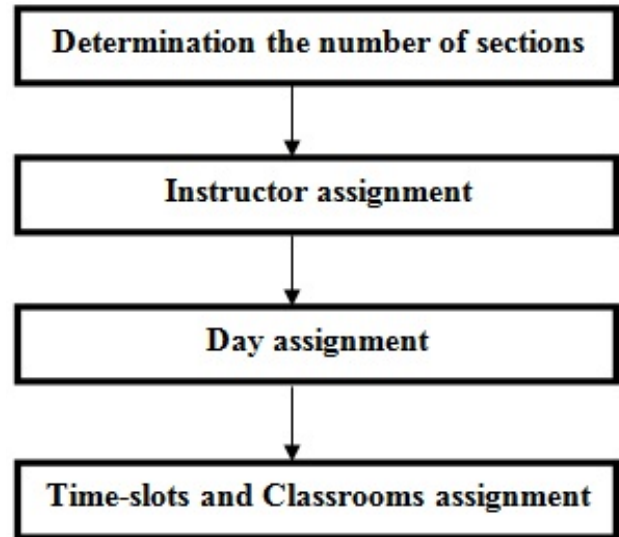 Determination the number of sections
Instructor assignment
Day assignment
Time-slots and Classrooms assignment